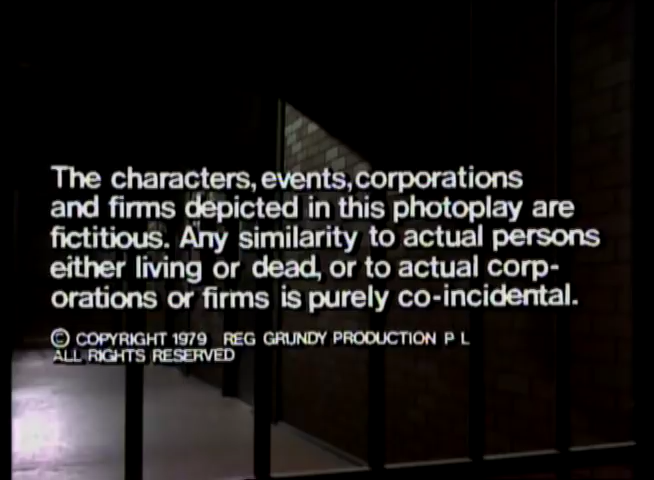 The characters, events, corporations
and firms depicted in this photoplay are
fictitious. Any similarity to actual persons
either living or dead, or to actual corp-
orations or firms is purely co-incidental.
© COPYRIGHT 1979 REG GRUNDY PRODUCTION P L
ALL RIGHTS RESERVED